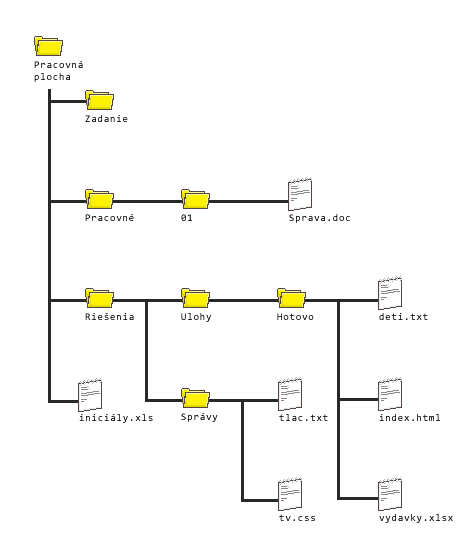 Pracovná
plocha
Zadanie
Pracovné
01
Sprava.doc
Riešenia
Ulohy
Hotovo
deti.txt
iniciály.xls
Správy
tlac.txt
index.html
tv.css
vydavky.xlsx